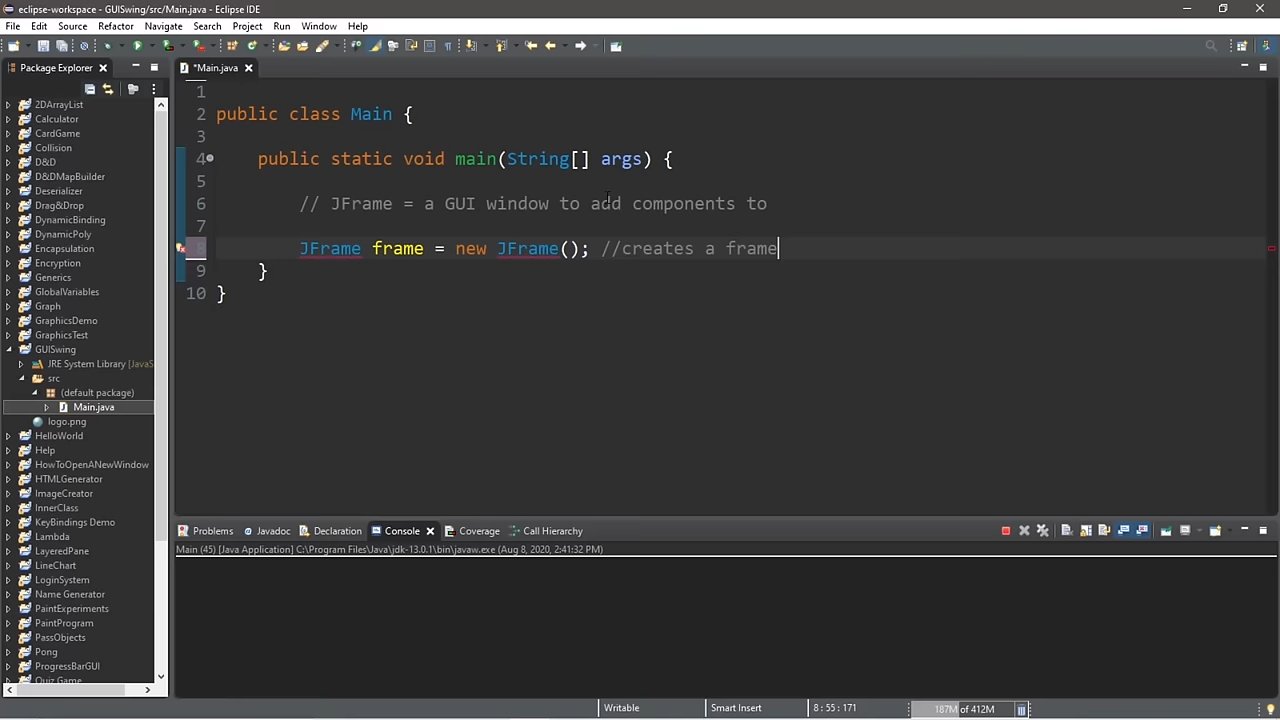 eclipse-workspace - GUISwing/src/Main.java - Eclipse IDE
File Edit Source Refactor Navigate Search Project Run Window Help
Package Explorer
*Main.java
2DArrayList
Calculator
CardGame
Collision
D&D
D&DMapBuilder
Deserializer
Drag&Drop
DynamicBinding
DynamicPoly
Encapsulation
Encryption
Generics
GlobalVariables
Graph
GraphicsDemo
GraphicsTest
GUISwing
JRE System Library [JavaS
src
(default package)
Main.java
logo.png
HelloWorld
Help
HowToOpenANewWindow
HTMLGenerator
ImageCreator
InnerClass
KeyBindings Demo
Lambda
LayeredPane
LineChart
LoginSystem
Name Generator
PaintExperiments
PaintProgram
PassObjects
Pong
ProgressBarGUI
Quiz Game
1
2 public class Main {
3
4 public static void main(String[] args) {
5
6 // JFrame = a GUI window to add components to
7
8 JFrame frame = new JFrame(); //creates a frame
9 }
10 }
Problems Javadoc Declaration Console Coverage Call Hierarchy
Main (45) [Java Application] C:\Program Files\Java\jdk-13.0.1\bin\javaw.exe (Aug 8, 2020, 2:41:32 PM)
Writable Smart Insert 8 : 55 : 171 187M of 412M